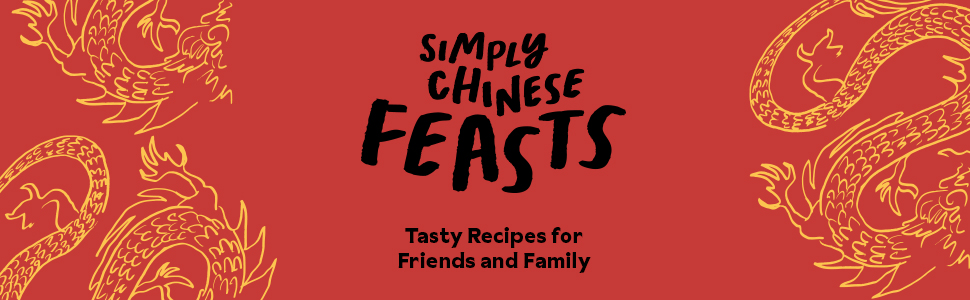 SIMPLY
CHINESE
FEASTS
Tasty Recipes for
Friends and Family